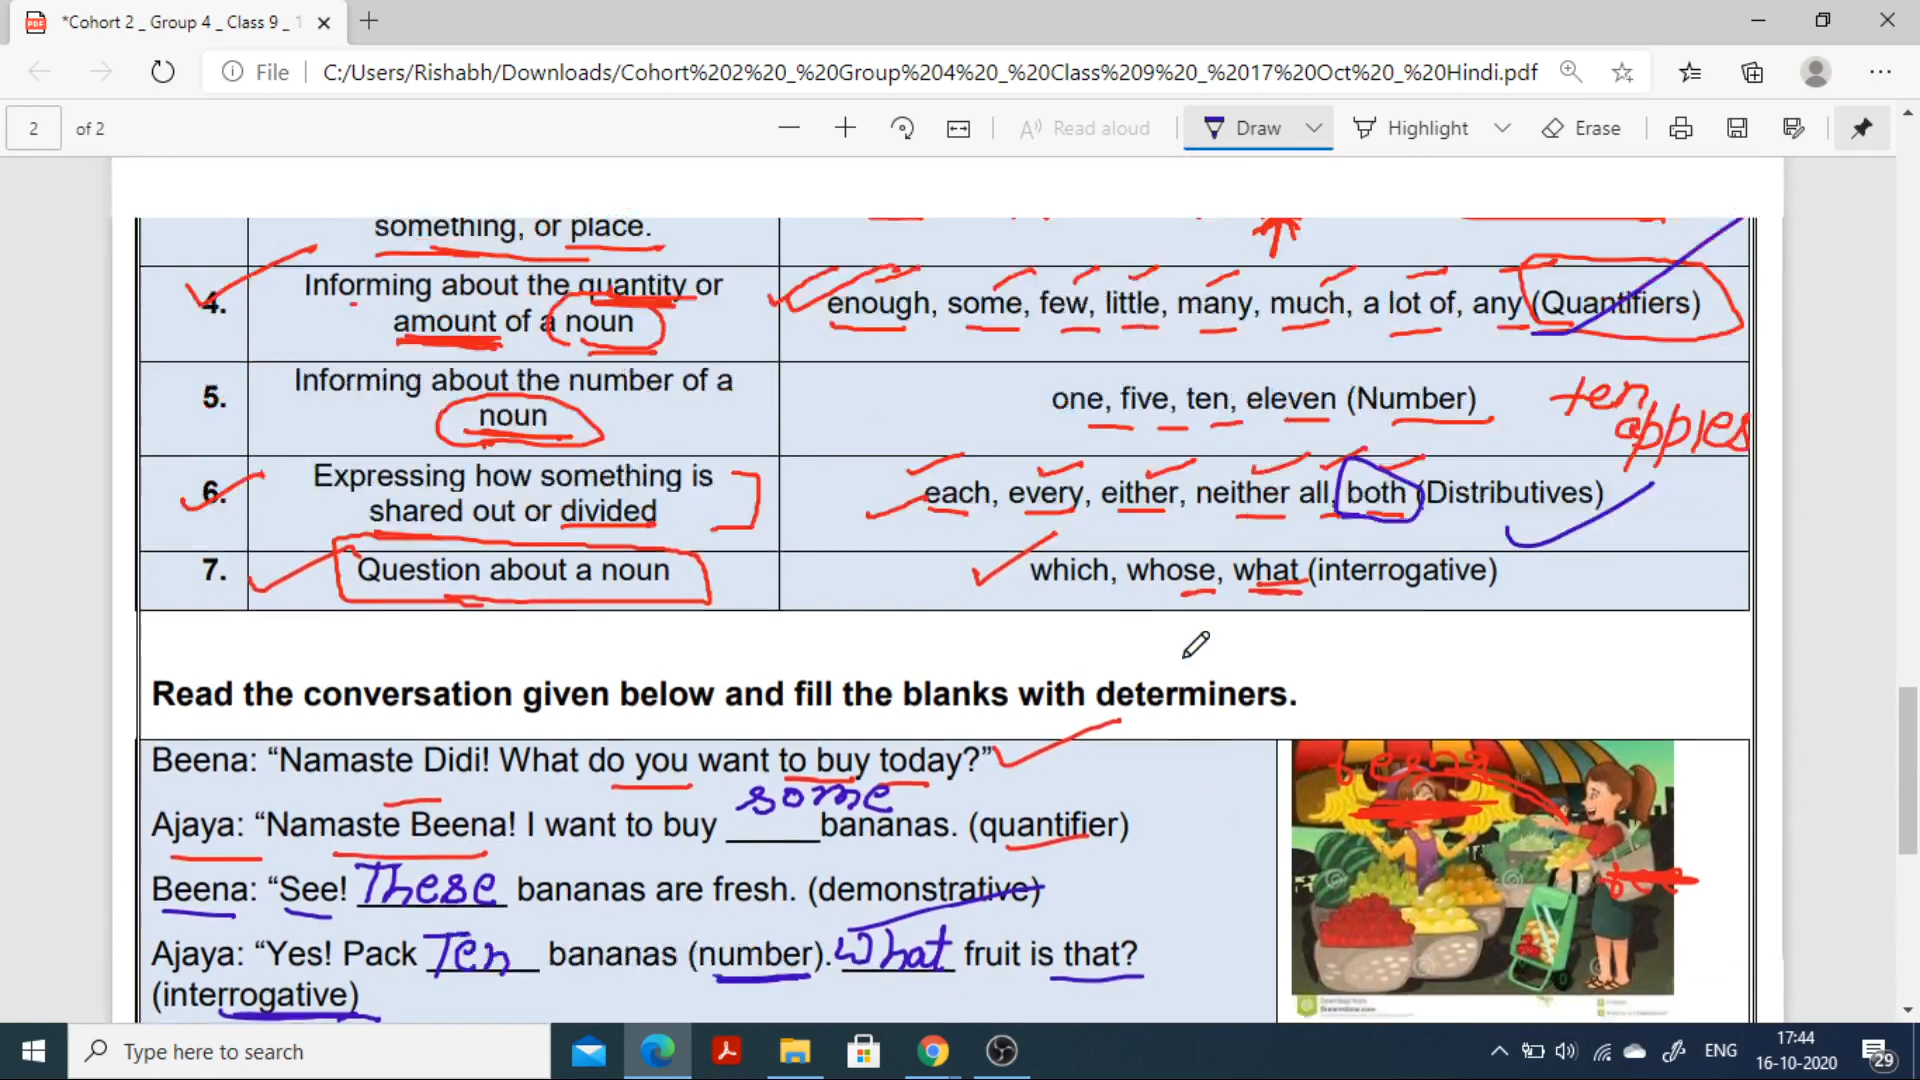 *Cohort 2 _ Group 4 _ Class 9 _ 1
File
C:/Users/Rishabh/Downloads/Cohort%202%20_%20Group%204%20_%20Class%209%20_%2017%20Oct%20_%20Hindi.pdf
2 of 2
Read aloud
Draw
Highlight
Erase
something, or place.
4.
Informing about the quantity or
amount of a noun
enough, some, few, little, many, much, a lot of, any (Quantifiers)
5.
Informing about the number of a
noun
one, five, ten, eleven (Number)
ten
apples
6.
Expressing how something is
shared out or divided
each, every, either, neither all, both (Distributives)
7.
Question about a noun
which, whose, what (interrogative)
Read the conversation given below and fill the blanks with determiners.
Beena: “Namaste Didi! What do you want to buy today?”
some
Ajaya: “Namaste Beena! I want to buy _____bananas. (quantifier)
Beena: “See! These bananas are fresh. (demonstrative)
Ajaya: “Yes! Pack Ten bananas (number). What fruit is that?
(interrogative)
Type here to search
ENG
17:44
16-10-2020
29